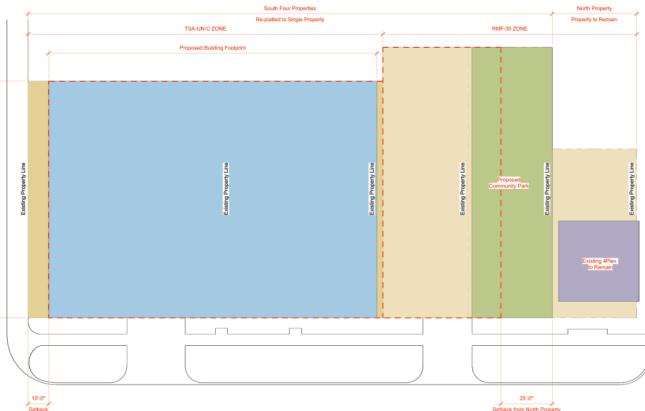 South Four Properties
North Property
Re-platted to Single Property
Property to Remain
TSA-UN-C ZONE
RMF-35 ZONE
Proposed Building Footprint
Existing Property Line
Existing Property Line
Existing Property Line
Existing Property Line
Existing Property Line
Existing Property Line
Proposed
Community Park
Existing 4Plex
to Remain
10'-0"
Setback
25'-0"
Setback from North Property